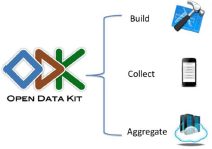 Build
Collect
OPEN DATA KIT
Aggregate